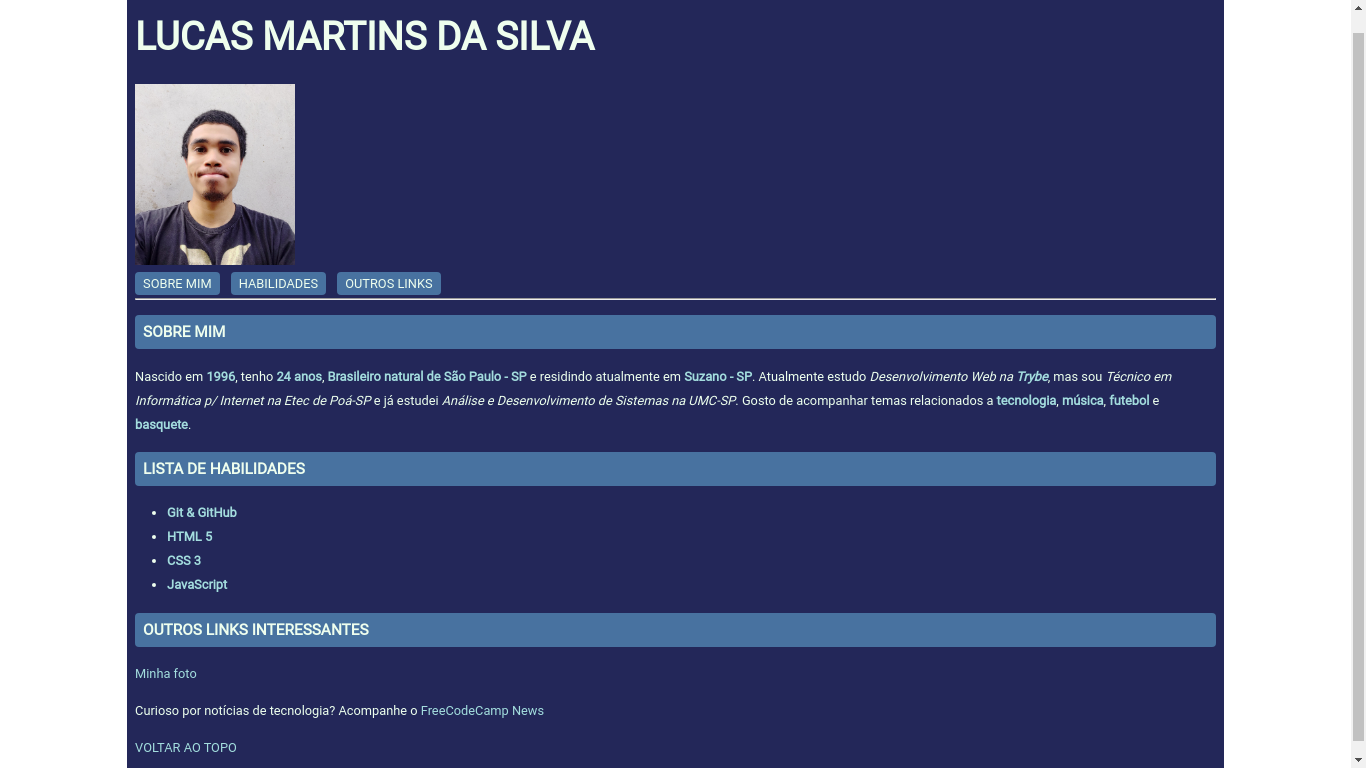 LUCAS MARTINS DA SILVA
SOBRE MIM HABILIDADES OUTROS LINKS
SOBRE MIM
Nascido em 1996, tenho 24 anos, Brasileiro natural de São Paulo - SP e residindo atualmente em Suzano - SP. Atualmente estudo Desenvolvimento Web na Trybe, mas sou Técnico em
Informática p/ Internet na Etec de Poá-SP e já estudei Análise e Desenvolvimento de Sistemas na UMC-SP. Gosto de acompanhar temas relacionados a tecnologia, música, futebol e
basquete.
LISTA DE HABILIDADES
Git & GitHub
HTML 5
CSS 3
JavaScript
OUTROS LINKS INTERESSANTES
Minha foto
Curioso por notícias de tecnologia? Acompanhe o FreeCodeCamp News
VOLTAR AO TOPO